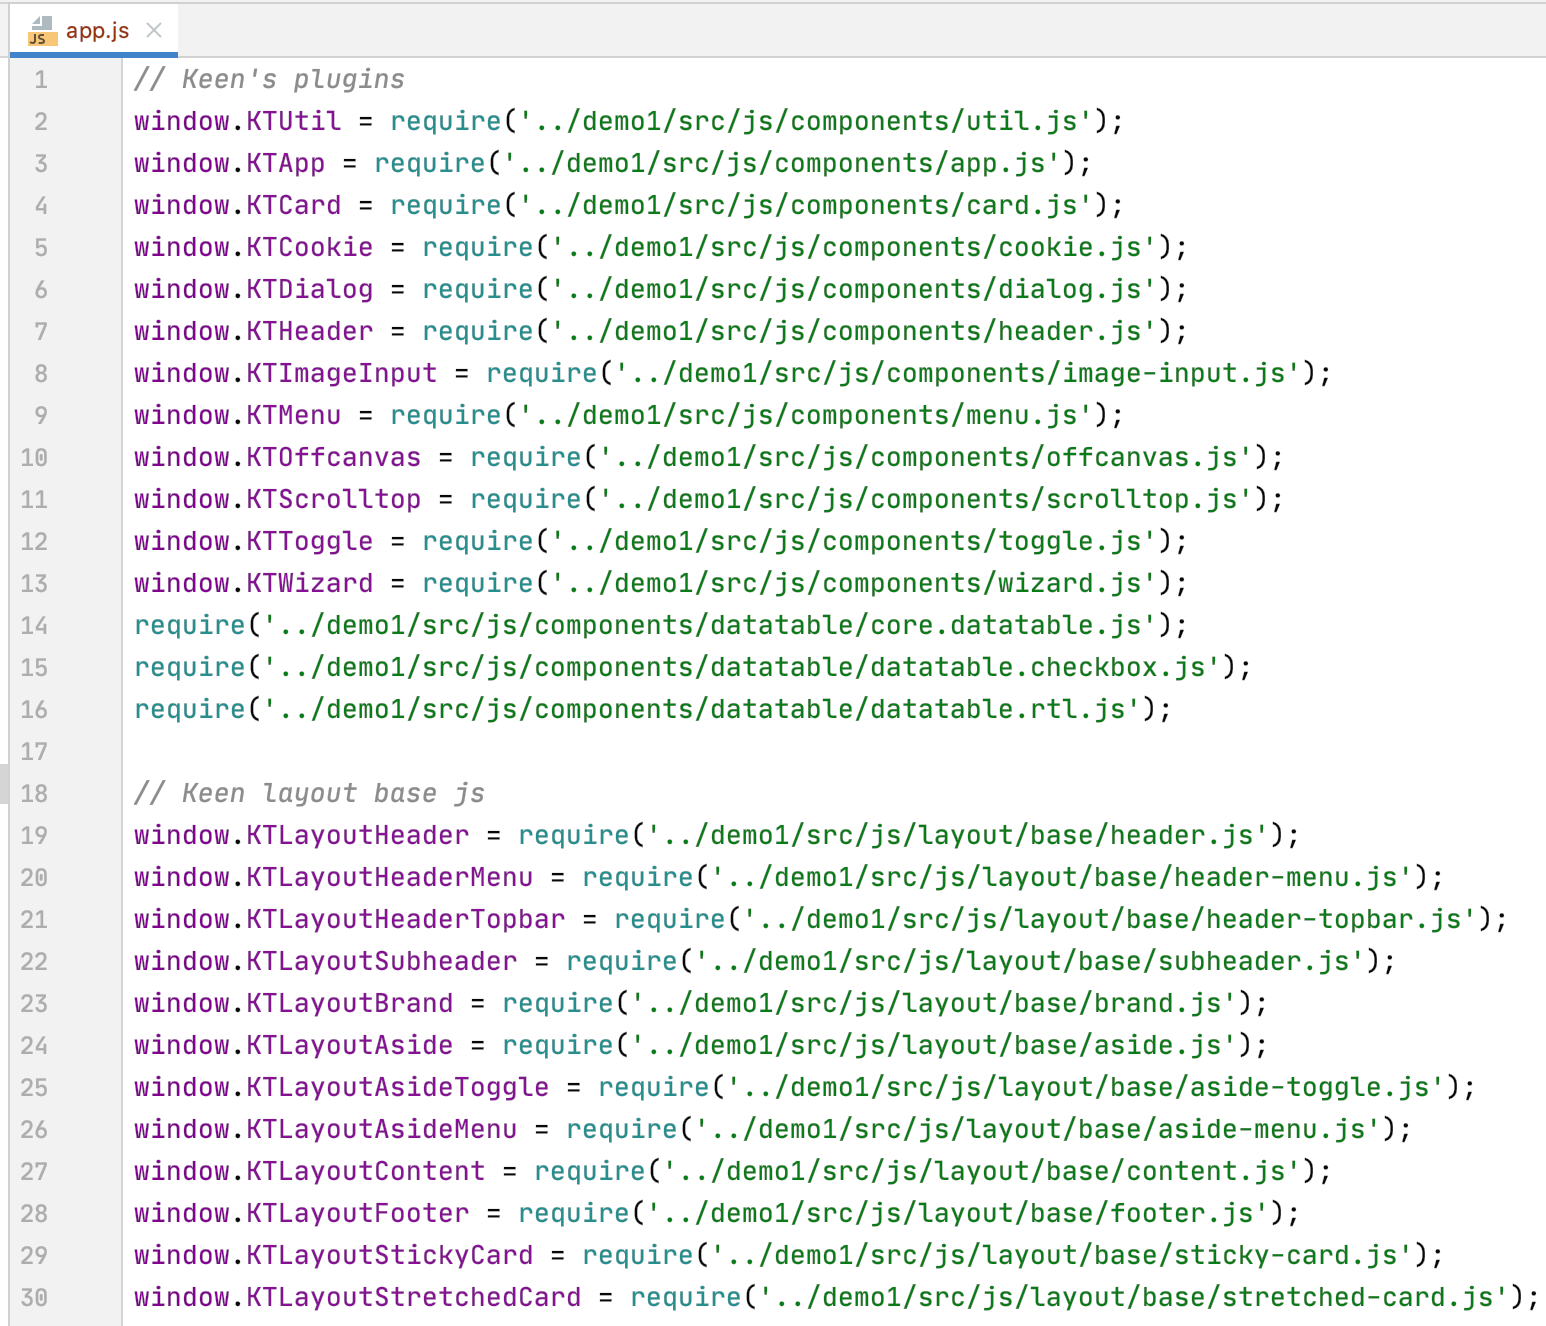 JS app.js
1 // Keen's plugins
2 window.KTUtil = require('../demo1/src/js/components/util.js');
3 window.KTApp = require('../demo1/src/js/components/app.js');
4 window.KTCard = require('../demo1/src/js/components/card.js');
5 window.KTCookie = require('../demo1/src/js/components/cookie.js');
6 window.KTDialog = require('../demo1/src/js/components/dialog.js');
7 window.KTHeader = require('../demo1/src/js/components/header.js');
8 window.KTImageInput = require('../demo1/src/js/components/image-input.js');
9 window.KTMenu = require('../demo1/src/js/components/menu.js');
10 window.KTOffcanvas = require('../demo1/src/js/components/offcanvas.js');
11 window.KTScrolltop = require('../demo1/src/js/components/scrolltop.js');
12 window.KTToggle = require('../demo1/src/js/components/toggle.js');
13 window.KTWizard = require('../demo1/src/js/components/wizard.js');
14 require('../demo1/src/js/components/datatable/core.datatable.js');
15 require('../demo1/src/js/components/datatable/datatable.checkbox.js');
16 require('../demo1/src/js/components/datatable/datatable.rtl.js');
17
18 // Keen layout base js
19 window.KTLayoutHeader = require('../demo1/src/js/layout/base/header.js');
20 window.KTLayoutHeaderMenu = require('../demo1/src/js/layout/base/header-menu.js');
21 window.KTLayoutHeaderTopbar = require('../demo1/src/js/layout/base/header-topbar.js');
22 window.KTLayoutSubheader = require('../demo1/src/js/layout/base/subheader.js');
23 window.KTLayoutBrand = require('../demo1/src/js/layout/base/brand.js');
24 window.KTLayoutAside = require('../demo1/src/js/layout/base/aside.js');
25 window.KTLayoutAsideToggle = require('../demo1/src/js/layout/base/aside-toggle.js');
26 window.KTLayoutAsideMenu = require('../demo1/src/js/layout/base/aside-menu.js');
27 window.KTLayoutContent = require('../demo1/src/js/layout/base/content.js');
28 window.KTLayoutFooter = require('../demo1/src/js/layout/base/footer.js');
29 window.KTLayoutStickyCard = require('../demo1/src/js/layout/base/sticky-card.js');
30 window.KTLayoutStretchedCard = require('../demo1/src/js/layout/base/stretched-card.js');